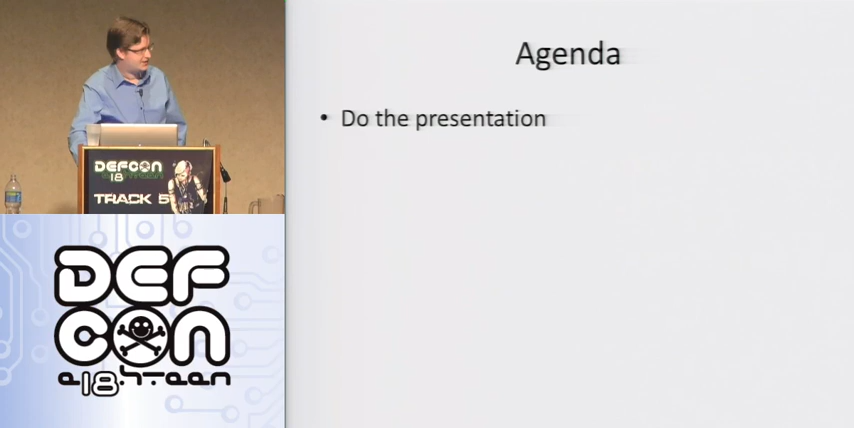 Agenda
• Do the presentation
DEFCON
18
TRACK 5
DEF
CON
e18hteen